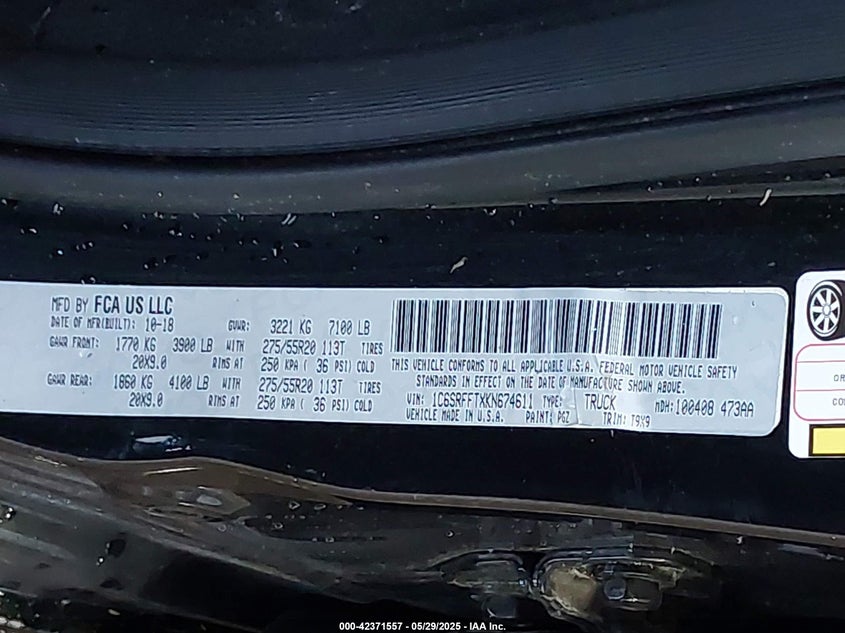 MFD BY FCA US LLC
DATE OF MFR(BUILT): 10-18 GVWR: 3221 KG 7100 LB
GAWR FRONT: 1770 KG 3900 LB WITH 275/55R20 113T TIRES
20X9.0 RIMS AT 250 KPA ( 36 PSI) COLD
GAWR REAR: 1860 KG 4100 LB WITH 275/55R20 113T TIRES
20X9.0 RIMS AT 250 KPA ( 36 PSI) COLD
THIS VEHICLE CONFORMS TO ALL APPLICABLE U.S.A. FEDERAL MOTOR VEHICLE SAFETY
STANDARDS IN EFFECT ON THE DATE OF MANUFACTURE SHOWN ABOVE.
VIN: 1C6SRFFTXKN674611 TYPE: TRUCK MDH: 100408 473AA
VEHICLE MADE IN U.S.A. PAINT: PGZ TRIM: T9X9
OR
CO
000-42371557 - 05/29/2025 - IAA Inc.